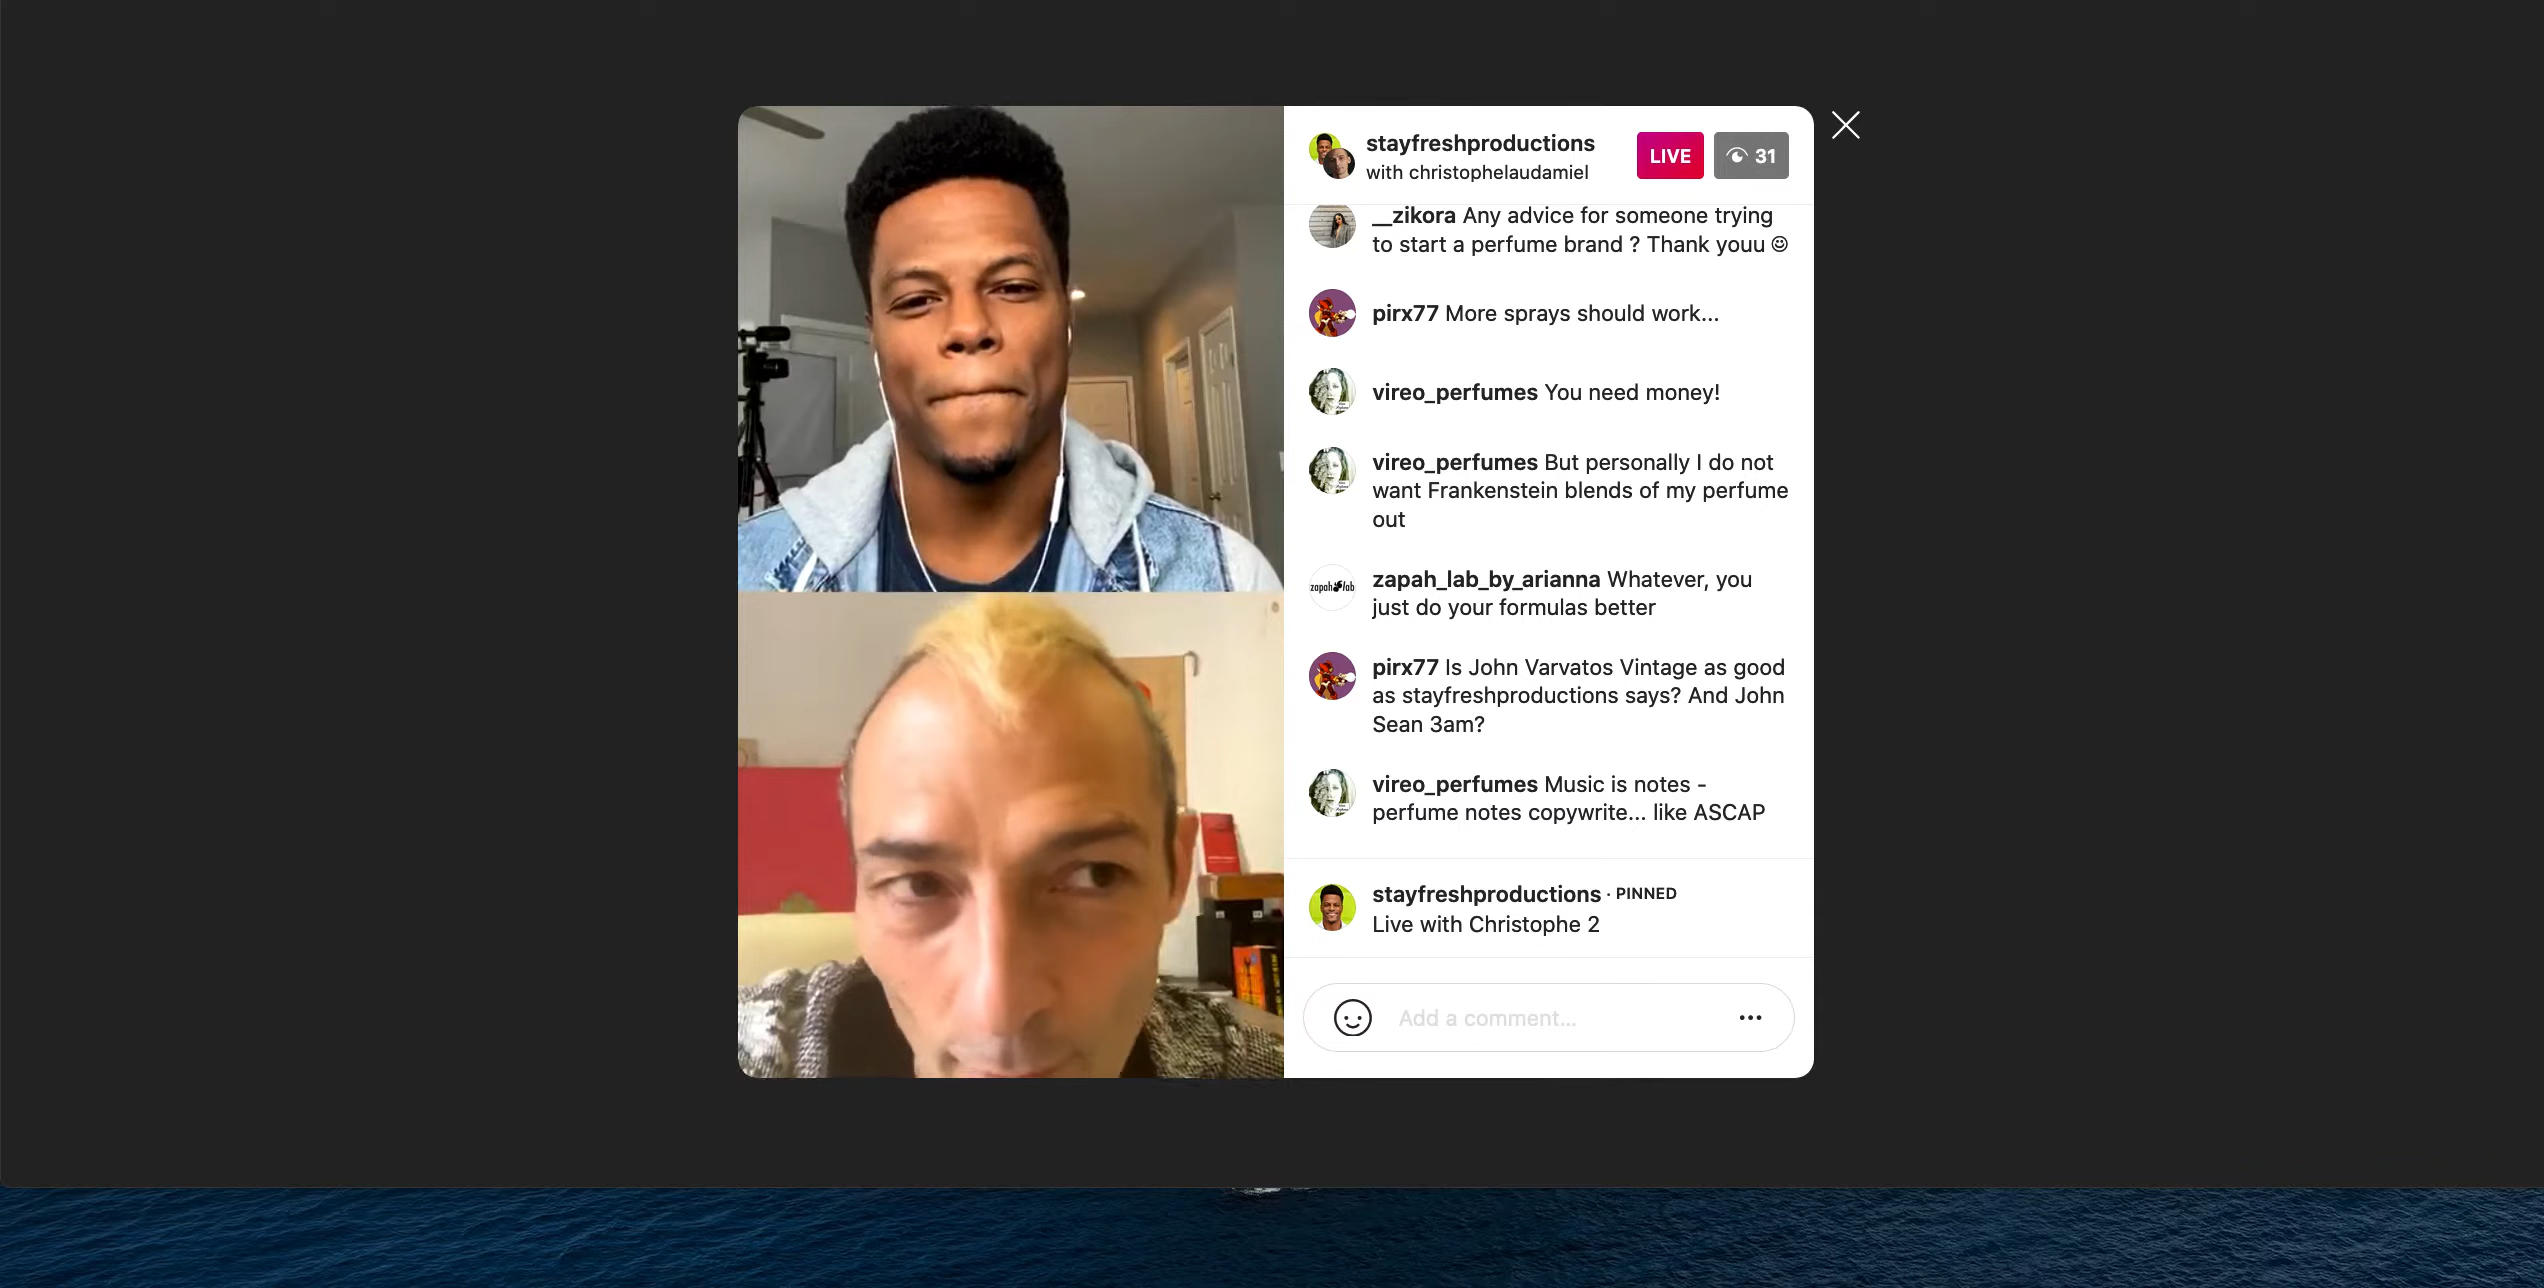 stayfreshproductions
with christophelaudamiel
LIVE
31
__zikora Any advice for someone trying
to start a perfume brand ? Thank youu ☺
pirx77 More sprays should work...
vireo_perfumes You need money!
vireo_perfumes But personally I do not
want Frankenstein blends of my perfume
out
zapah lab
zapah_lab_by_arianna Whatever, you
just do your formulas better
pirx77 Is John Varvatos Vintage as good
as stayfreshproductions says? And John
Sean 3am?
vireo_perfumes Music is notes -
perfume notes copywrite... like ASCAP
stayfreshproductions · PINNED
Live with Christophe 2
Add a comment...